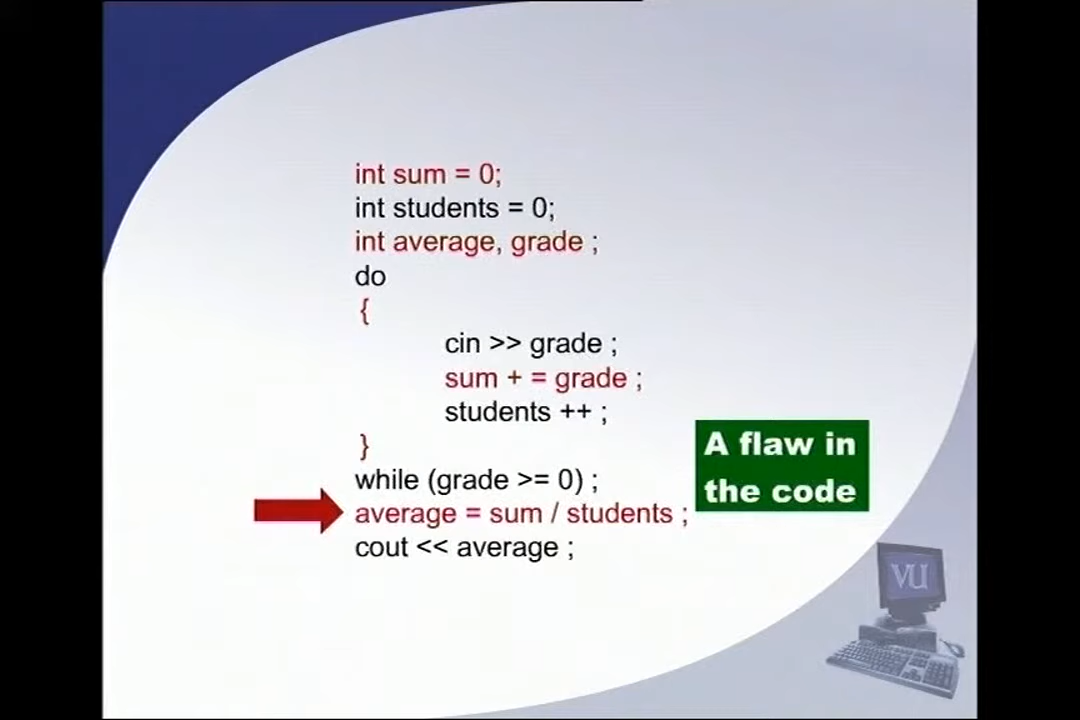 int sum = 0;
int students = 0;
int average, grade ;
do
{
cin >> grade ;
sum + = grade ;
students ++ ;
}
while (grade >= 0) ;
average = sum / students ;
cout << average ;
A flaw in
the code
VU